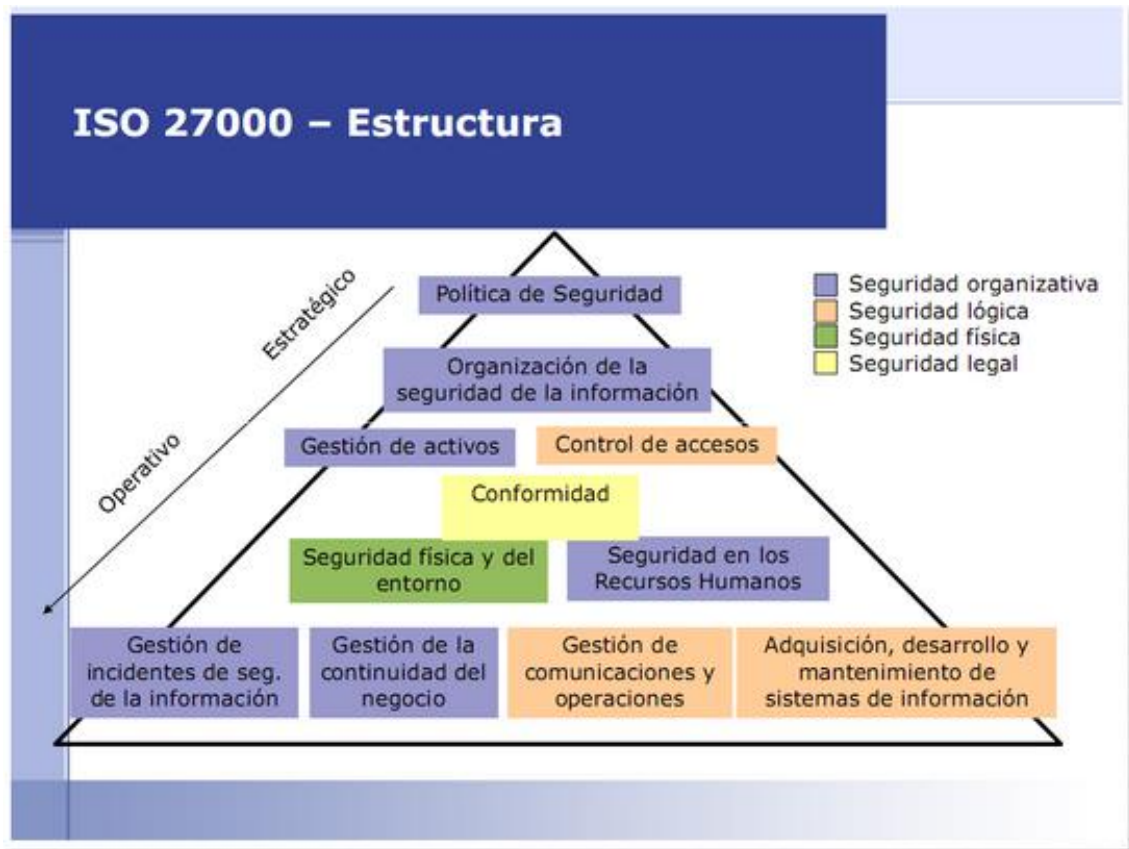 ISO 27000 – Estructura
Estratégico
Operativo
Política de Seguridad
Organización de la
seguridad de la información
Gestión de activos
Control de accesos
Conformidad
Seguridad física y del
entorno
Seguridad en los
Recursos Humanos
Gestión de
incidentes de seg.
de la información
Gestión de la
continuidad del
negocio
Gestión de
comunicaciones y
operaciones
Adquisición, desarrollo y
mantenimiento de
sistemas de información
Seguridad organizativa
Seguridad lógica
Seguridad física
Seguridad legal